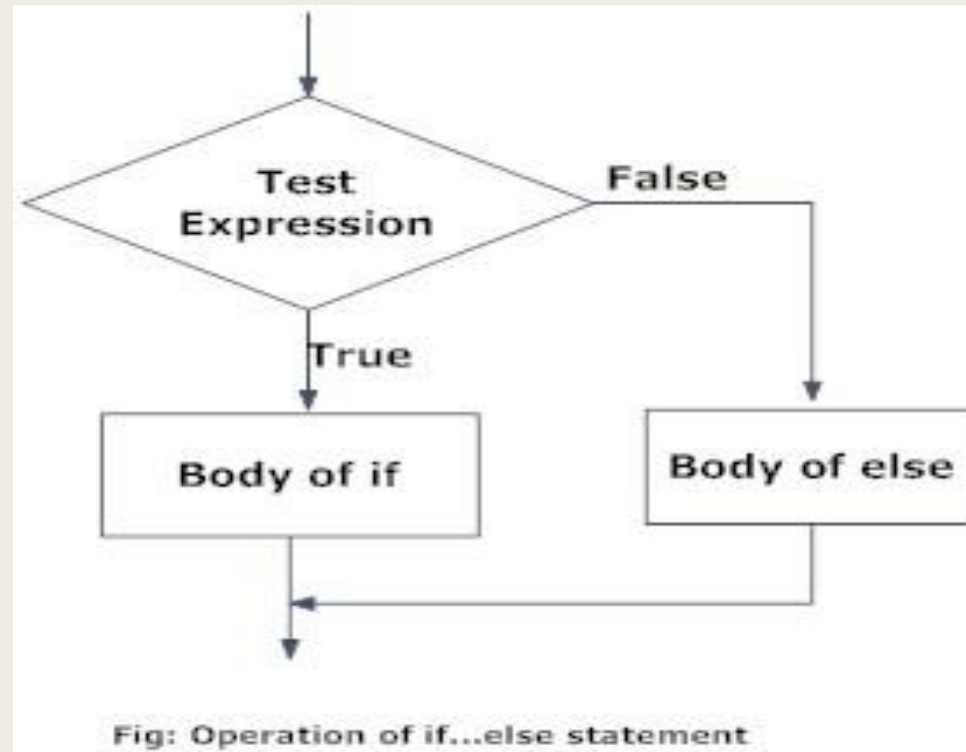 Test
Expression
False
True
Body of if
Body of else
Fig: Operation of if...else statement